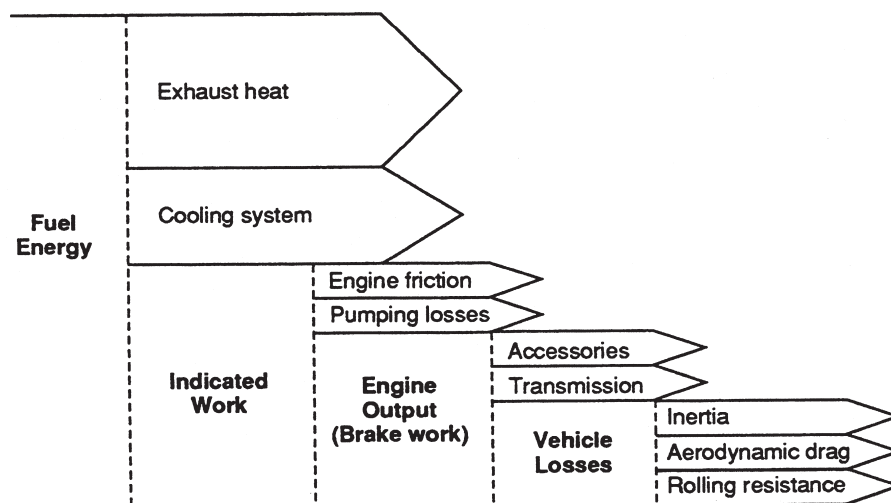 Exhaust heat
Cooling system
Fuel
Energy
Engine friction
Pumping losses
Indicated
Work
Engine
Output
(Brake work)
Accessories
Transmission
Vehicle
Losses
Inertia
Aerodynamic drag
Rolling resistance